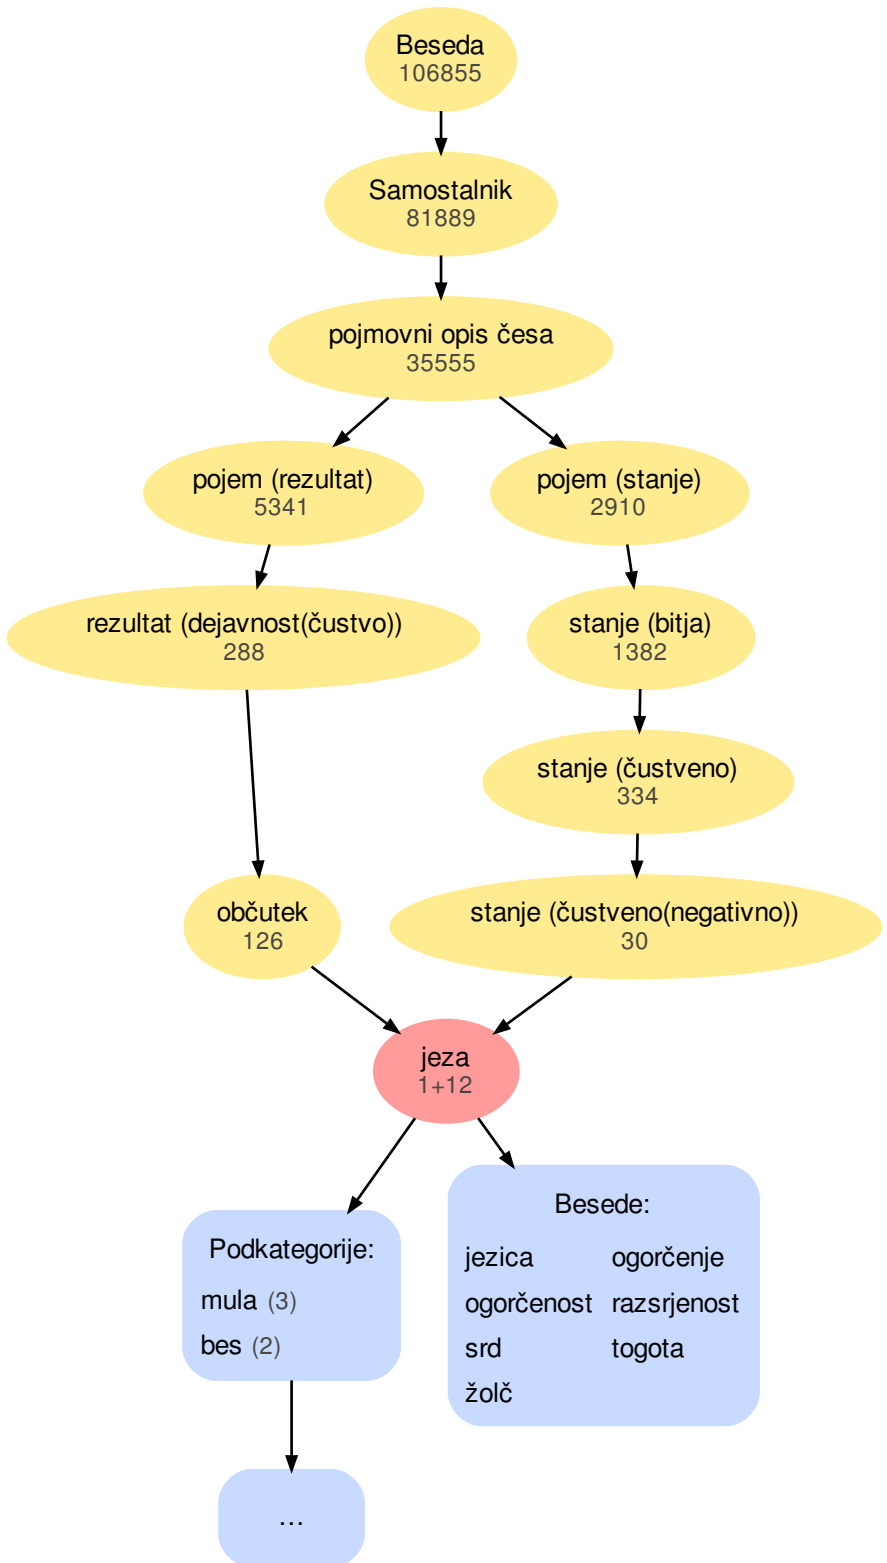 Beseda
106855
Samostalnik
81889
pojmovni opis česa
35555
pojem (rezultat)
5341
pojem (stanje)
2910
rezultat (dejavnost(čustvo))
288
stanje (bitja)
1382
stanje (čustveno)
334
občutek
126
stanje (čustveno(negativno))
30
jeza
1+12
Podkategorije:
mula (3)
bes (2)
Besede:
jezica ogorčenje
ogorčenost razsrjenost
srd togota
žolč
…